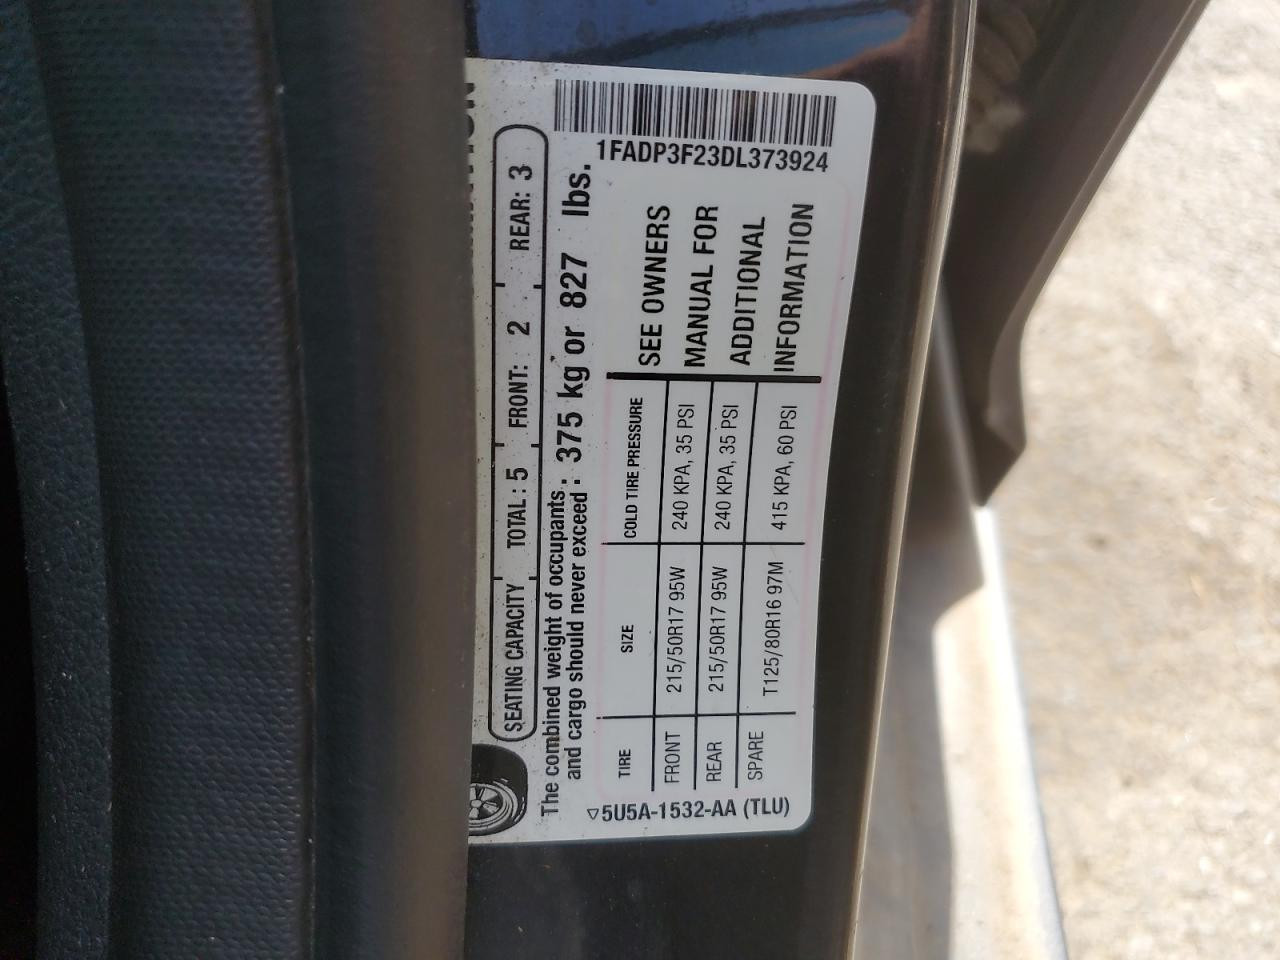 SEATING CAPACITY TOTAL : 5 FRONT: 2 REAR: 3
The combined weight of occupants
and cargo should never exceed : 375 kg or 827 lbs.
1FADP3F23DL373924
TIRE SIZE COLD TIRE PRESSURE
FRONT 215/50R17 95W 240 KPA, 35 PSI
REAR 215/50R17 95W 240 KPA, 35 PSI
SPARE T125/80R16 97M 415 KPA, 60 PSI
SEE OWNERS
MANUAL FOR
ADDITIONAL
INFORMATION
5U5A-1532-AA (TLU)